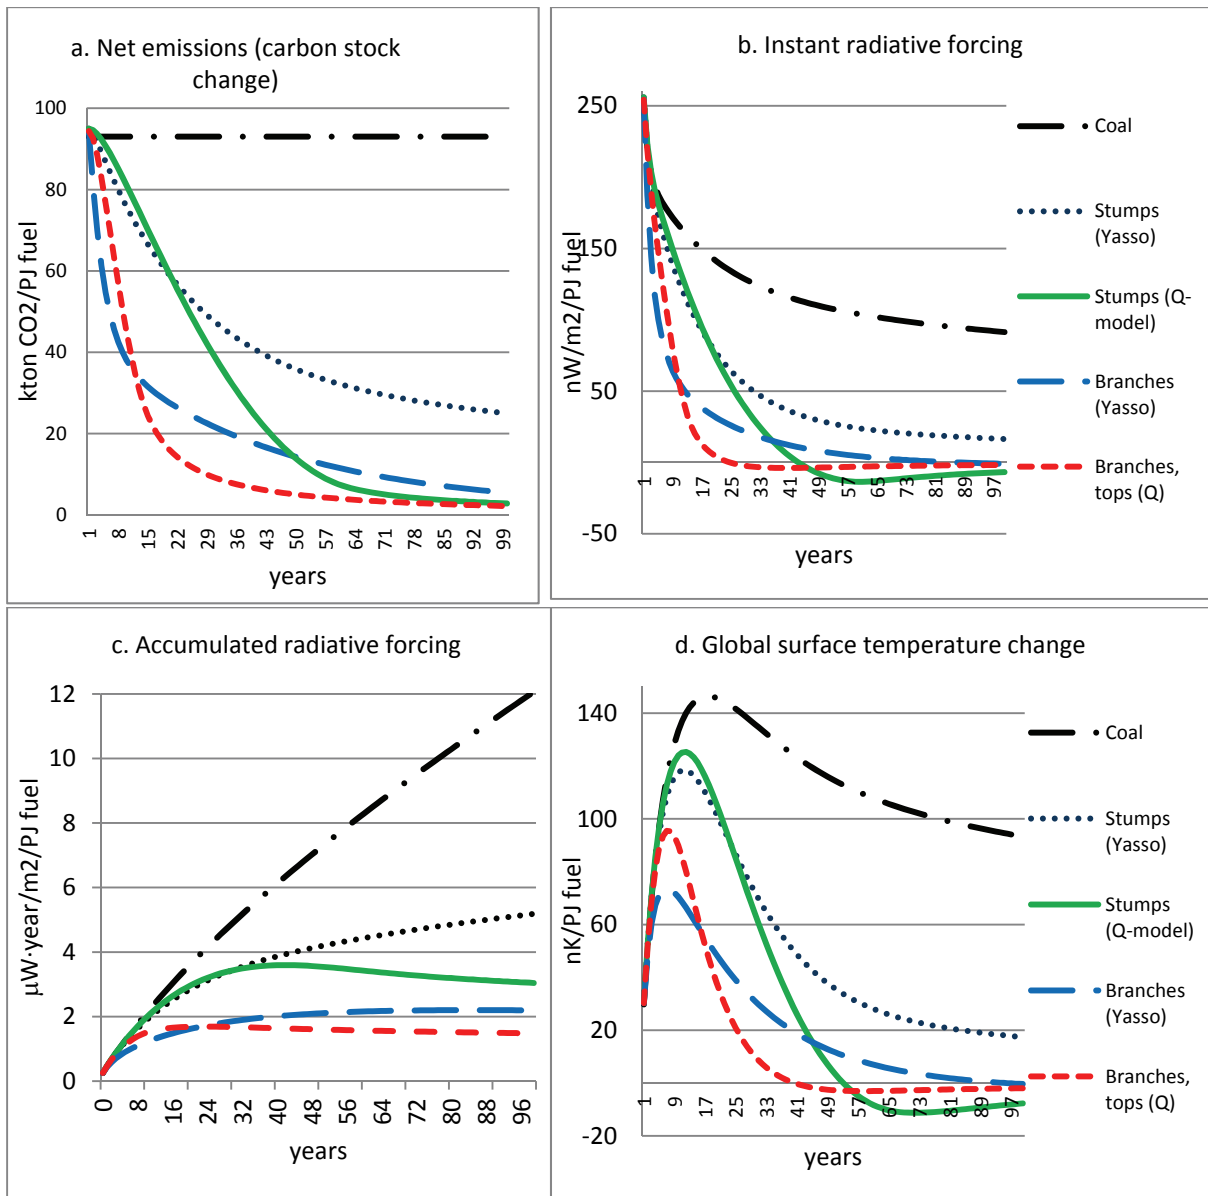 a. Net emissions (carbon stock
change)
kton CO2/PJ fuel
100
80
60
40
20
0
1 8 15 22 29 36 43 50 57 64 71 78 85 92 99
years
b. Instant radiative forcing
nW/m2/PJ fuel
250
150
50
-50
1 9 17 25 33 41 49 57 65 73 81 89 97
years
Coal
Stumps
(Yasso)
Stumps (Q-
model)
Branches
(Yasso)
Branches,
tops (Q)
c. Accumulated radiative forcing
µW·year/m2/PJ fuel
12
10
8
6
4
2
0
0 8 16 24 32 40 48 56 64 72 80 88 96
years
d. Global surface temperature change
nK/PJ fuel
140
100
60
20
-20
1 9 17 25 33 41 49 57 65 73 81 89 97
years
Coal
Stumps
(Yasso)
Stumps
(Q-model)
Branches
(Yasso)
Branches,
tops (Q)